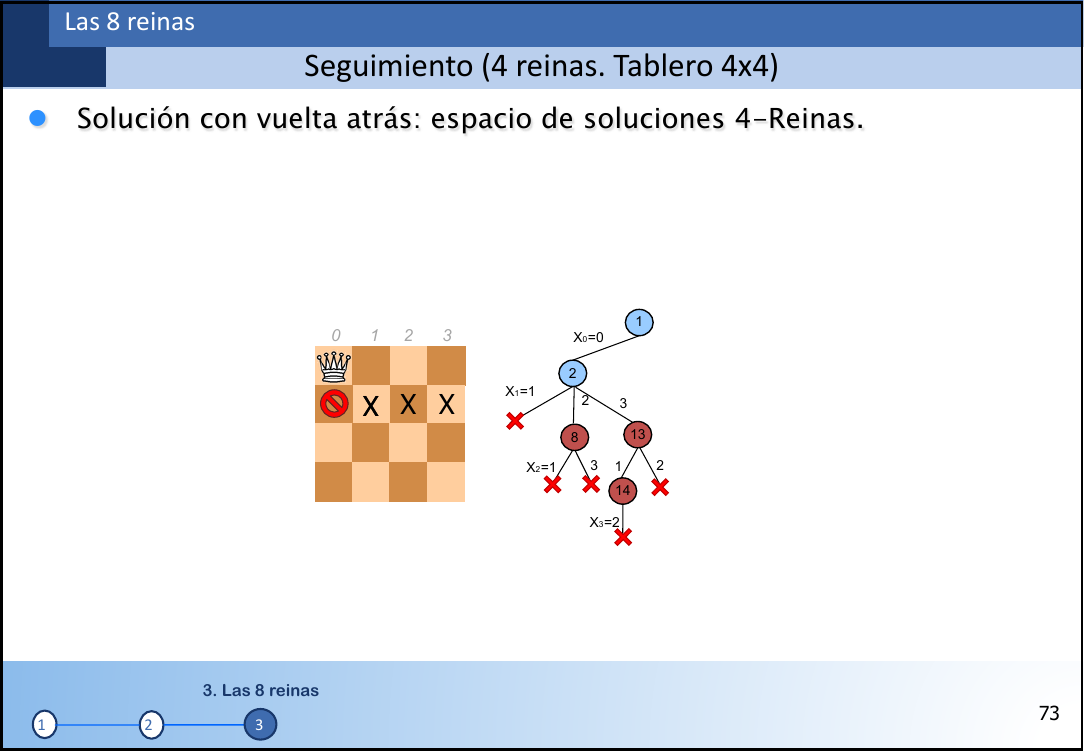 Las 8 reinas
Seguimiento (4 reinas. Tablero 4x4)
Solución con vuelta atrás: espacio de soluciones 4–Reinas.
0 1 2 3
X X X
1
X0=0
2
X1=1 2 3
8 13
X2=1 3 1 2
14
X3=2
3. Las 8 reinas
1 2 3
73